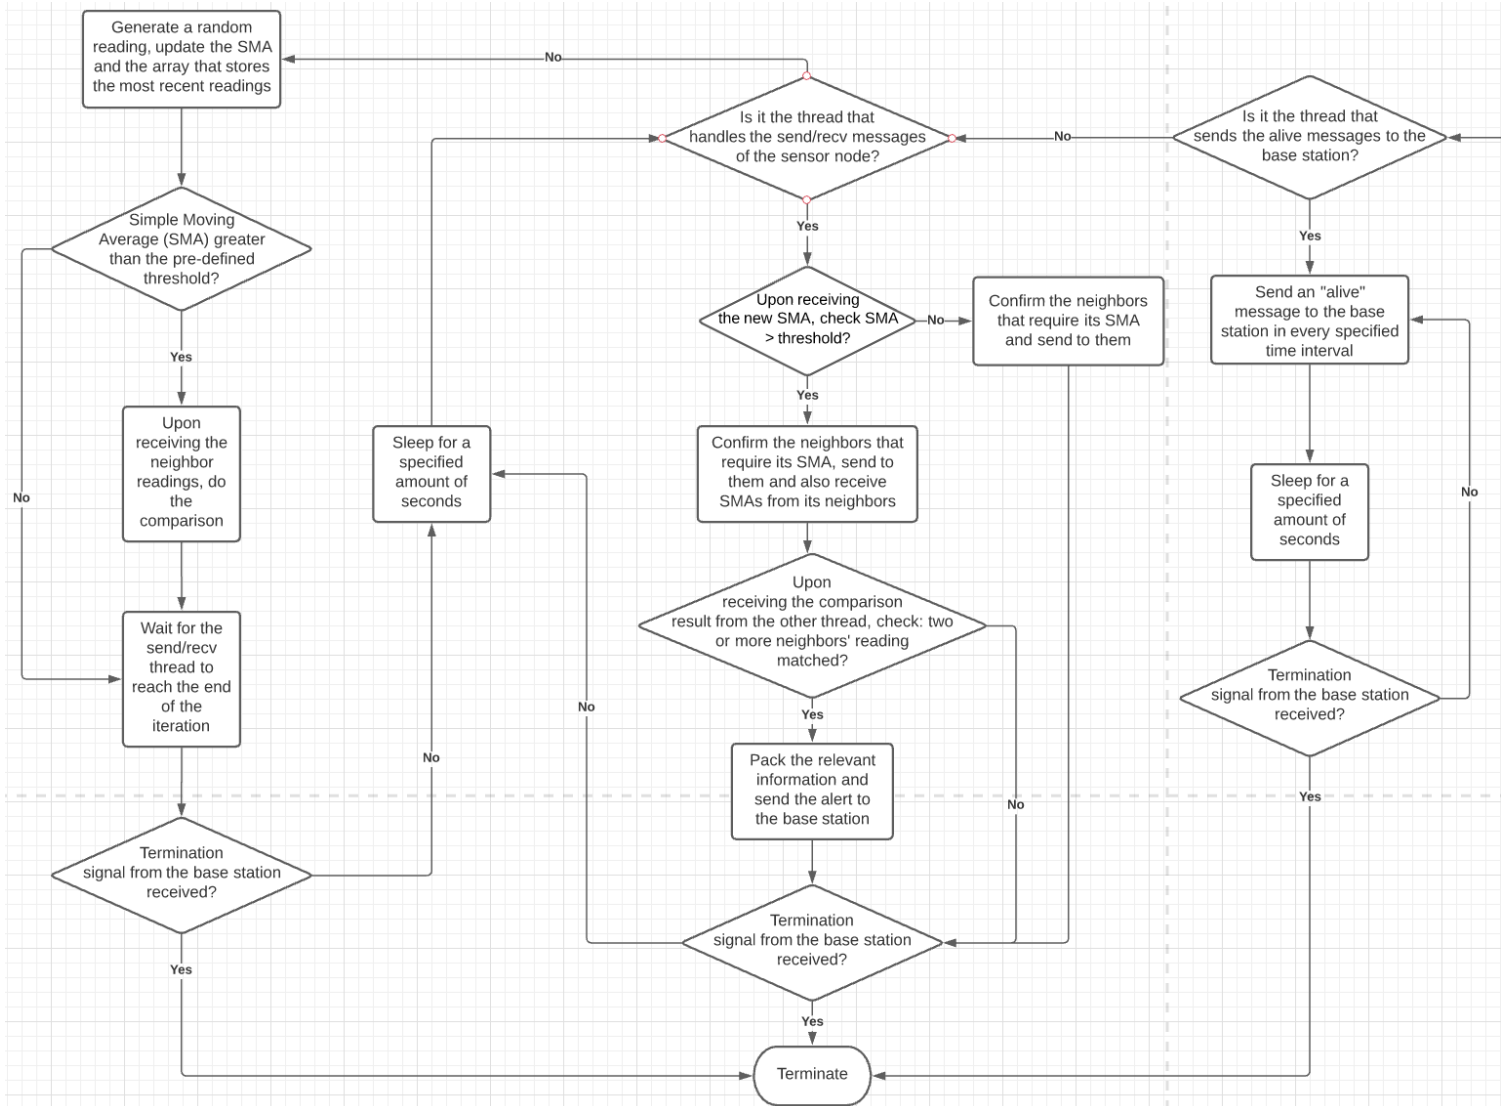 Generate a random
reading, update the SMA
and the array that stores
the most recent readings
No
Is it the thread that
handles the send/recv messages
of the sensor node?
No
Is it the thread that
sends the alive messages to the
base station?
Simple Moving
Average (SMA) greater
than the pre-defined
threshold?
Yes
Yes
Upon receiving
the new SMA, check SMA
> threshold?
No
Confirm the neighbors
that require its SMA
and send to them
Send an "alive"
message to the base
station in every specified
time interval
Yes
Yes
Upon
receiving the
neighbor
readings, do
the
comparison
No
Sleep for a
specified
amount of
seconds
Confirm the neighbors that
require its SMA, send to
them and also receive
SMAs from its neighbors
Sleep for a
specified
amount of
seconds
No
Upon
receiving the comparison
result from the other thread, check: two
or more neighbors' reading
matched?
Wait for the
send/recv
thread to
reach the end
of the
iteration
Termination
signal from the base station
received?
No
Yes
No
Pack the relevant
information and
send the alert to
the base station
No
Yes
Termination
signal from the base station
received?
Termination
signal from the base station
received?
Yes
Yes
Terminate